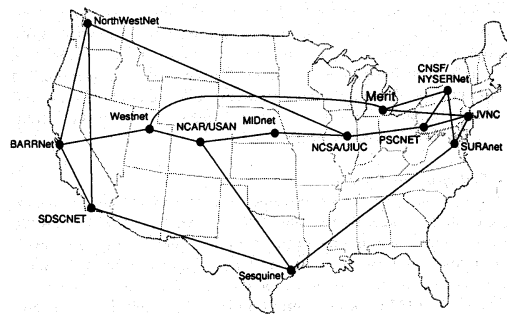 NorthWestNet
CNSF/
NYSERNet
Merit
Westnet
MIDnet
JVNC
NCAR/USAN
BARRNet
NCSA/UIUC
PSCNET
SURAnet
SDSCNET
Sesquinet